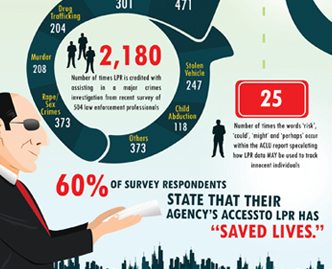 301
471
Drug
Trafficking
204
Murder
208
2,180
Number of times LPR is credited with
assisting in a major crimes
investigation from recent survey of
504 law enforcement professionals
Stolen
Vehicle
247
Rape/
Sex
Crimes
373
Child
Abduction
118
Others
373
25
Number of times the words 'risk',
'could', 'might' and 'perhaps' occur
within the ACLU report speculating
how LPR data MAY be used to track
innocent individuals
60% OF SURVEY RESPONDENTS
STATE THAT THEIR
AGENCY'S ACCESSTO LPR HAS
"SAVED LIVES."